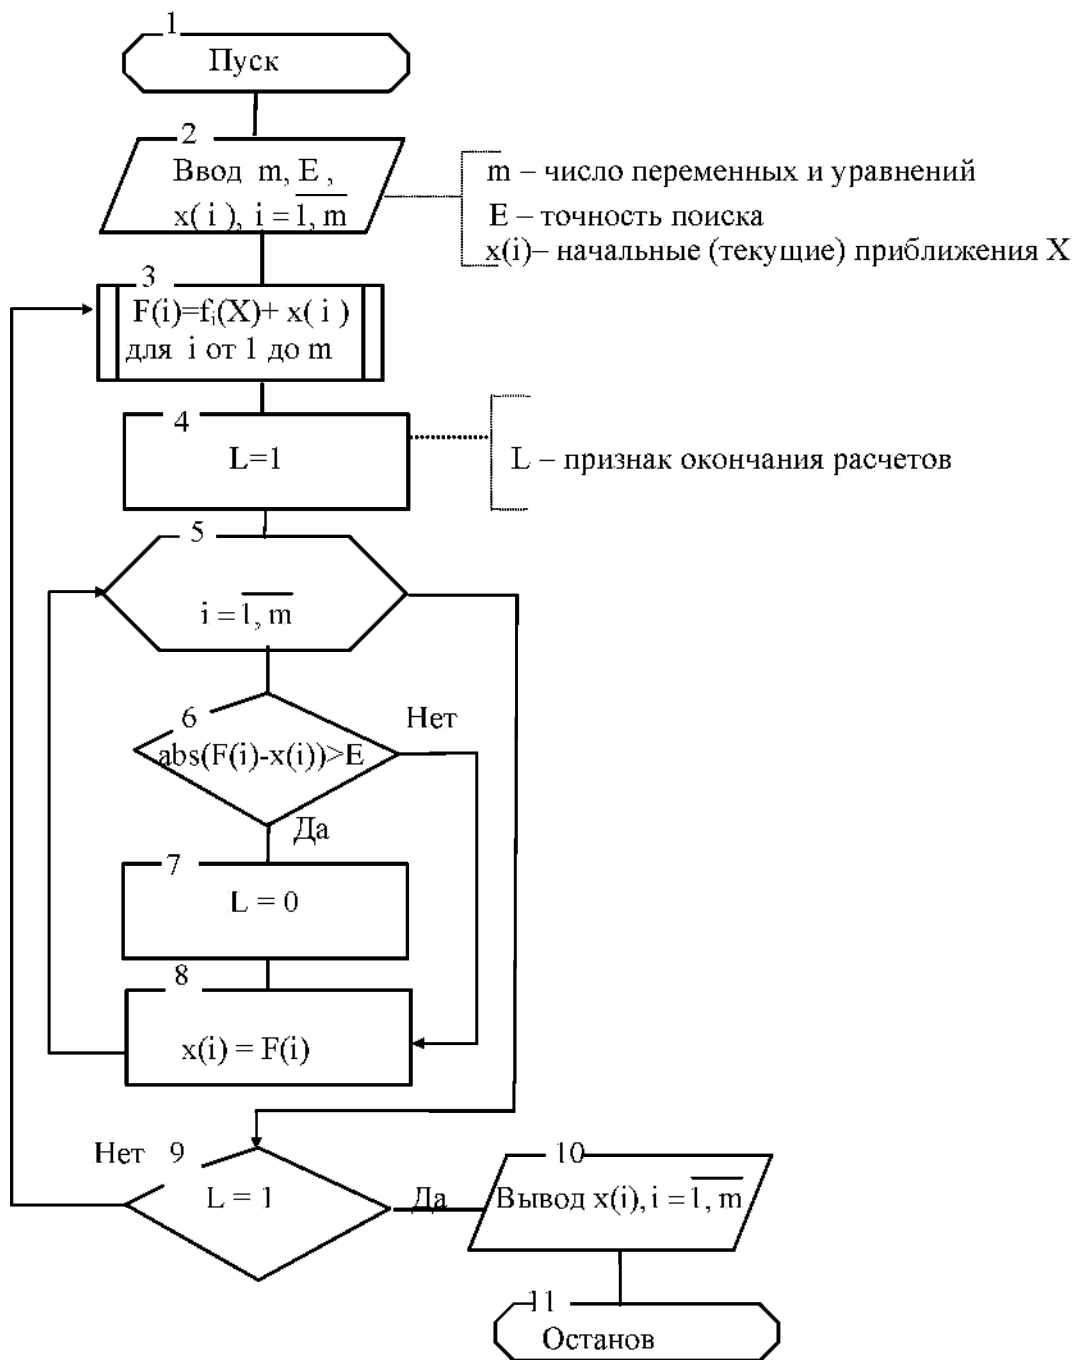 1
Пуск
2
Ввод m, E ,
x( i ), i = 1, m
m – число переменных и уравнений
E – точность поиска
x(i)– начальные (текущие) приближения X
3
F(i)=fi(X)+ x( i )
для i от 1 до m
4
L=1
L – признак окончания расчетов
5
i = 1, m
6
Нет
abs(F(i)-x(i))>E
Да
7
L = 0
8
x(i) = F(i)
Нет 9
L = 1
Да
10
Вывод x(i), i = 1, m
11
Останов